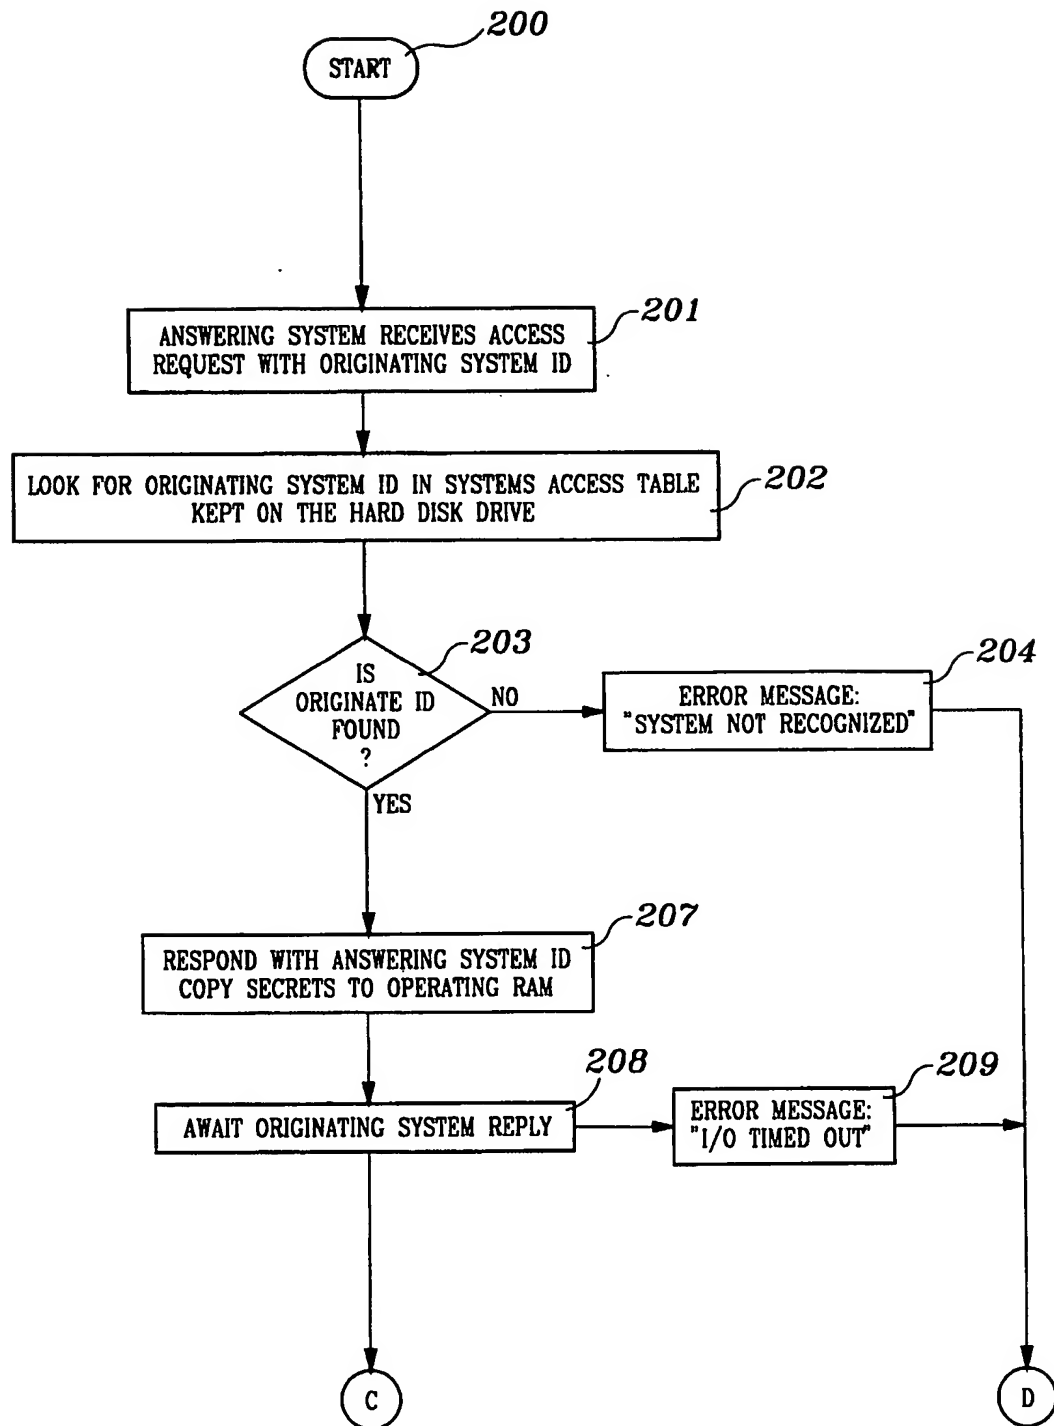 200
START
201
ANSWERING SYSTEM RECEIVES ACCESS
REQUEST WITH ORIGINATING SYSTEM ID
202
LOOK FOR ORIGINATING SYSTEM ID IN SYSTEMS ACCESS TABLE
KEPT ON THE HARD DISK DRIVE
203
IS
ORIGINATE ID
FOUND
?
NO
204
ERROR MESSAGE:
"SYSTEM NOT RECOGNIZED"
YES
207
RESPOND WITH ANSWERING SYSTEM ID
COPY SECRETS TO OPERATING RAM
208
AWAIT ORIGINATING SYSTEM REPLY
209
ERROR MESSAGE:
"I/O TIMED OUT"
C
D